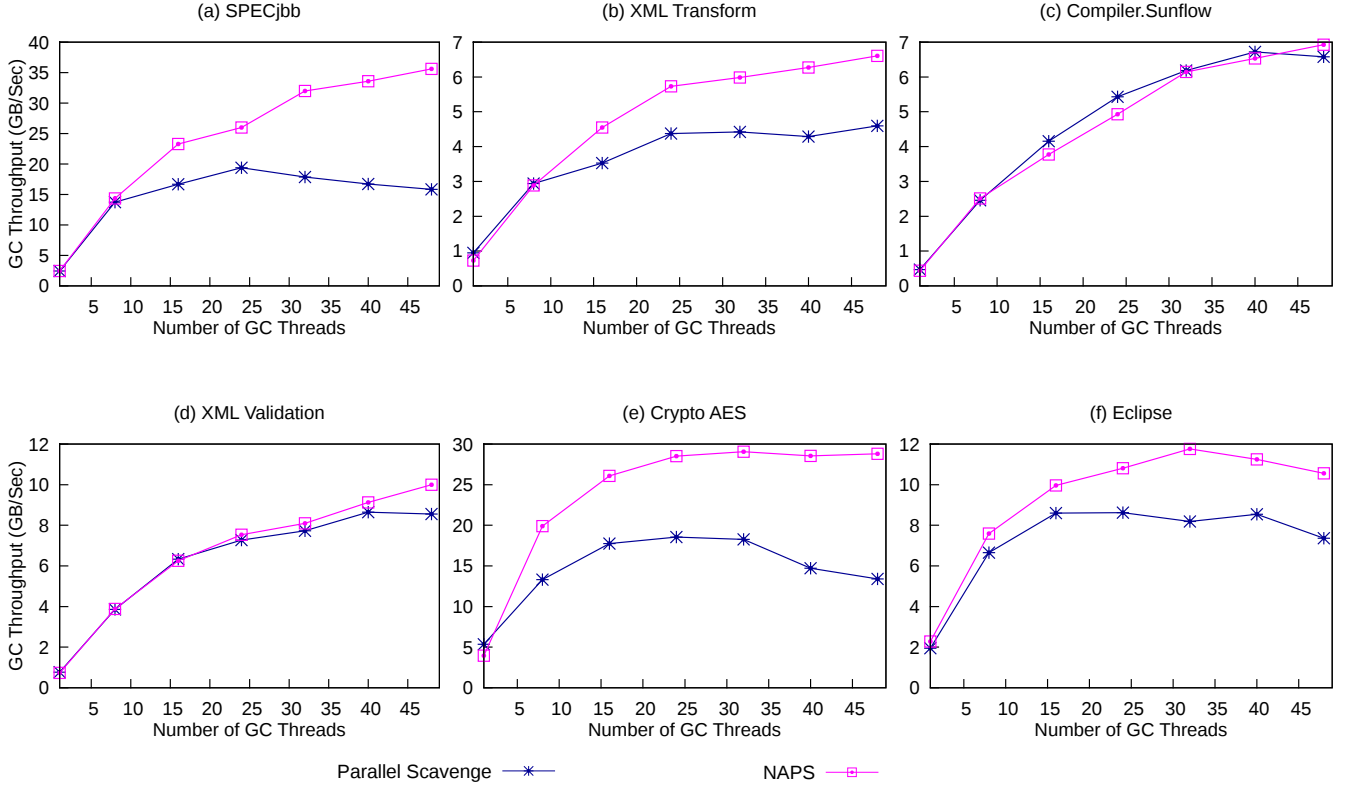 (a) SPECjbb
(b) XML Transform
(c) Compiler.Sunflow
GC Throughput (GB/Sec)
40
35
30
25
20
15
10
5
0
5 10 15 20 25 30 35 40 45
Number of GC Threads
7
6
5
4
3
2
1
0
5 10 15 20 25 30 35 40 45
Number of GC Threads
7
6
5
4
3
2
1
0
5 10 15 20 25 30 35 40 45
Number of GC Threads
(d) XML Validation
(e) Crypto AES
(f) Eclipse
GC Throughput (GB/Sec)
12
10
8
6
4
2
0
5 10 15 20 25 30 35 40 45
Number of GC Threads
30
25
20
15
10
5
0
5 10 15 20 25 30 35 40 45
Number of GC Threads
12
10
8
6
4
2
0
5 10 15 20 25 30 35 40 45
Number of GC Threads
Parallel Scavenge
NAPS